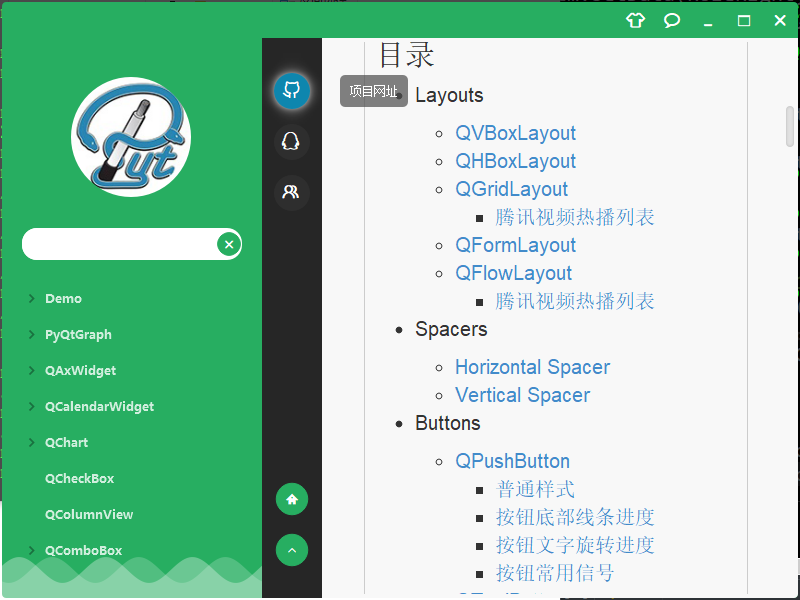 Pyt
Demo
PyQtGraph
QAxWidget
QCalendarWidget
QChart
QCheckBox
QColumnView
QComboBox
项目网址
目录
Layouts
QVBoxLayout
QHBoxLayout
QGridLayout
腾讯视频热播列表
QFormLayout
QFlowLayout
腾讯视频热播列表
Spacers
Horizontal Spacer
Vertical Spacer
Buttons
QPushButton
普通样式
按钮底部线条进度
按钮文字旋转进度
按钮常用信号